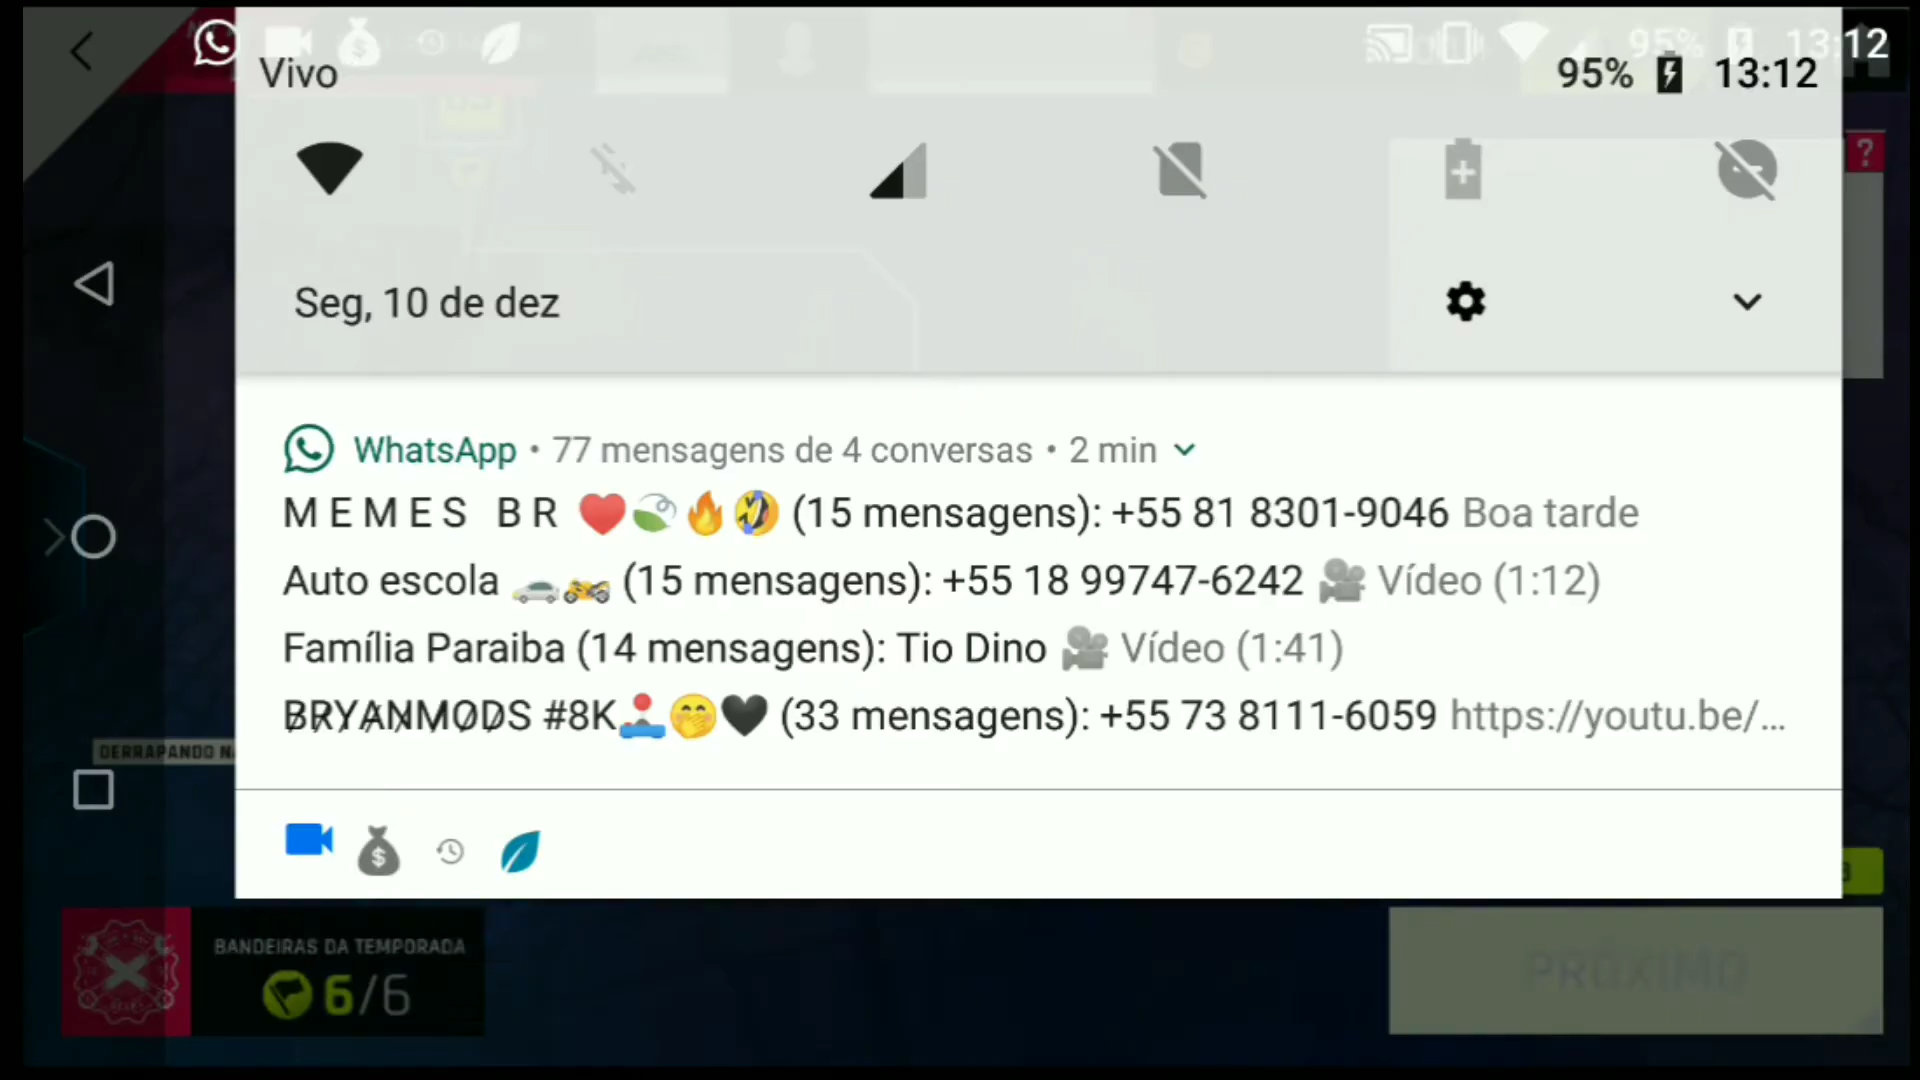 95% 13:12
Vivo 95% 13:12
?
Seg, 10 de dez
WhatsApp • 77 mensagens de 4 conversas • 2 min
MEMES BR ❤️🍃🔥🤣 (15 mensagens): +55 81 8301-9046 Boa tarde
Auto escola 🚗🏍️ (15 mensagens): +55 18 99747-6242 🎥 Vídeo (1:12)
Família Paraiba (14 mensagens): Tio Dino 🎥 Vídeo (1:41)
BRYANMODS #8K🕹️🤭🖤 (33 mensagens): +55 73 8111-6059 https://youtu.be/…
DERRAPANDO
BANDEIRAS DA TEMPORADA
6/6
PRÓXIMO